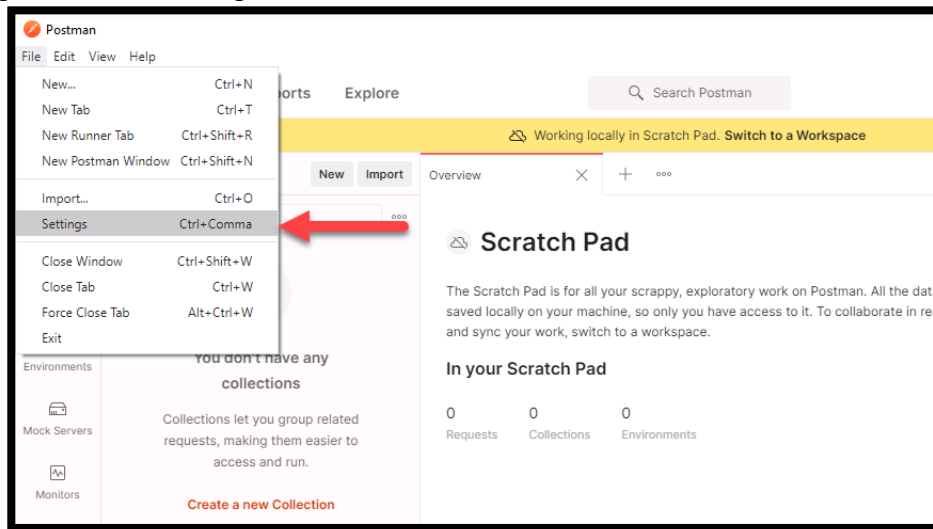 Postman
File Edit View Help
New... Ctrl+N
New Tab Ctrl+T
New Runner Tab Ctrl+Shift+R
New Postman Window Ctrl+Shift+N
Import... Ctrl+O
Settings Ctrl+Comma
Close Window Ctrl+Shift+W
Close Tab Ctrl+W
Force Close Tab Alt+Ctrl+W
Exit
Explore
Search Postman
Working locally in Scratch Pad. Switch to a Workspace
New Import
Overview
Scratch Pad
The Scratch Pad is for all your scrappy, exploratory work on Postman. All the dat
saved locally on your machine, so only you have access to it. To collaborate in re
and sync your work, switch to a workspace.
In your Scratch Pad
0 0 0
Requests Collections Environments
Environments
Mock Servers
Monitors
You don't have any
collections
Collections let you group related
requests, making them easier to
access and run.
Create a new Collection